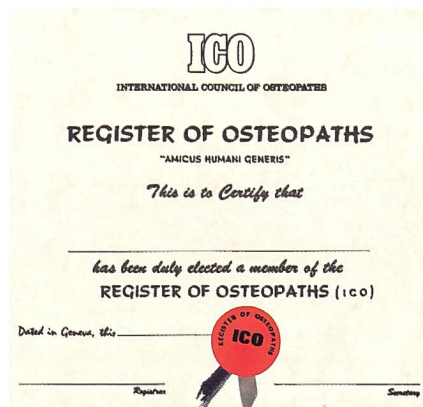 ICO
INTERNATIONAL COUNCIL OF OSTEOPATHS
REGISTER OF OSTEOPATHS
"AMICUS HUMANI GENERIS"
This is to Certify that
has been duly elected a member of the
REGISTER OF OSTEOPATHS (ICO)
Dated in Geneva, this
REGISTER OF OSTEOPATHS
ICO
Registrar
Secretary